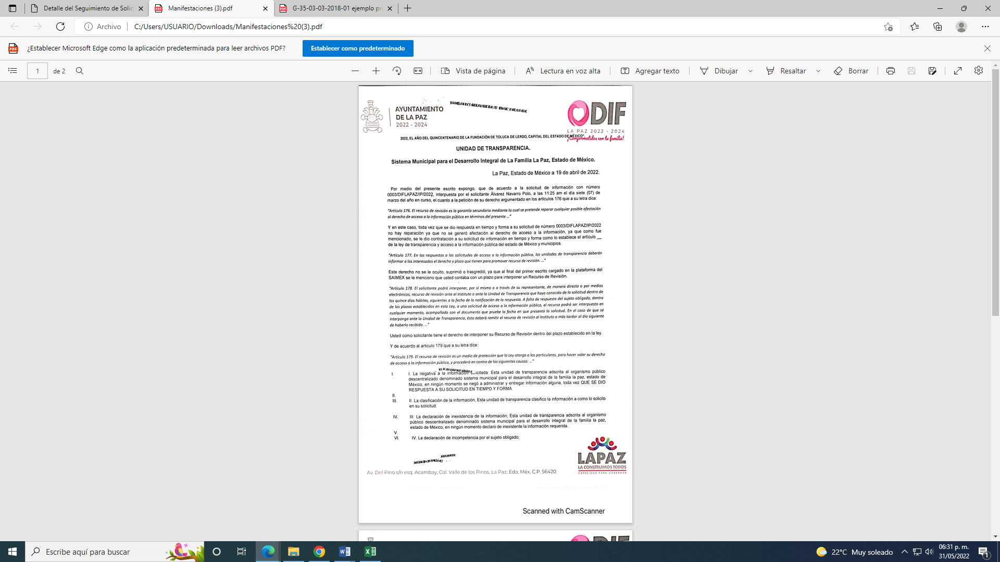 Detalle del Seguimiento de Solic
Manifestaciones (3).pdf
G-35-03-03-2018-01 ejemplo pr
Archivo
C:/Users/USUARIO/Downloads/Manifestaciones%20(3).pdf
¿Establecer Microsoft Edge como la aplicación predeterminada para leer archivos PDF?
Establecer como predeterminado
1 de 2
Vista de página
Lectura en voz alta
Agregar texto
Dibujar
Resaltar
Borrar
AYUNTAMIENTO
DE LA PAZ
2022 - 2024
DIF
LA PAZ 2022 - 2024
¡Comprometidos con tu familia!
2022, EL AÑO DEL QUINCENTENARIO DE LA FUNDACIÓN DE TOLUCA DE LERDO, CAPITAL DEL ESTADO DE MÉXICO".
UNIDAD DE TRANSPARENCIA.
Sistema Municipal para el Desarrollo Integral de La Familia La Paz, Estado de México.
La Paz, Estado de México a 19 de abril de 2022.
Por medio del presente escrito expongo, que de acuerdo a la solicitud de información con número
0003/DIFLAPAZ/IP/2022, interpuesta por el solicitante Álvarez Navarro Polo, a las 11:25 am el día siete (07) de
marzo del año en curso, el cuanto a la petición de su derecho argumentado en los artículos 176 que a su letra dice:
"Artículo 176. El recurso de revisión es la garantía secundaria mediante la cual se pretende reparar cualquier posible afectación
al derecho de acceso a la información pública en términos del presente ..."
Y en este caso, toda vez que se dio respuesta en tiempo y forma a su solicitud de número 0003/DIFLAPAZ/IP/2022
no hay reparación ya que no se generó afectación al derecho de acceso a la información, ya que como fue
mencionado, se le dio contratación a su solicitud de información en tiempo y forma como lo establece el artículo __
de la ley de transparencia y acceso a la información pública del estado de México y municipios.
"Artículo 177. En las respuestas a las solicitudes de acceso a la información pública, las unidades de transparencia deberán
informar a los interesados el derecho y plazo que tienen para promover recurso de revisión. ..."
Este derecho no se le oculto, suprimió o trasgredió, ya que al final del primer escrito cargado en la plataforma del
SAIMEX se le menciono que usted contaba con un plazo para interponer un Recurso de Revisión.
"Artículo 178. El solicitante podrá interponer, por sí mismo o a través de su representante, de manera directa o por medios
electrónicos, recurso de revisión ante el Instituto o ante la Unidad de Transparencia que haya conocido de la solicitud dentro de
los quince días hábiles, siguientes a la fecha de la notificación de la respuesta. A falta de respuesta del sujeto obligado, dentro
de los plazos establecidos en esta Ley, a una solicitud de acceso a la información pública, el recurso podrá ser interpuesto en
cualquier momento, acompañado con el documento que pruebe la fecha en que presentó la solicitud. En el caso de que se
interponga ante la Unidad de Transparencia, ésta deberá remitir el recurso de revisión al Instituto a más tardar al día siguiente
de haberlo recibido. ..."
Usted como solicitante tiene el derecho de interponer su Recurso de Revisión dentro del plazo establecido en la ley.
Y de acuerdo al articulo 179 que a su letra dice:
"Artículo 179. El recurso de revisión es un medio de protección que la Ley otorga a los particulares, para hacer valer su derecho
de acceso a la información pública, y procederá en contra de las siguientes causas: ..."
I. I. La negativa a la información solicitada: Esta unidad de transparencia adscrita al organismo público
descentralizado denominado sistema municipal para el desarrollo integral de la familia la paz, estado de
México, en ningún momento se negó a administrar y entregar información alguna, toda vez QUE SE DIO
RESPUESTA A SU SOLICITUD EN TIEMPO Y FORMA.
II.
III. II. La clasificación de la información, Esta unidad de transparencia clasifico la información a como lo solicito
en su solicitud.
IV. III. La declaración de inexistencia de la información; Esta unidad de transparencia adscrita al organismo
público descentralizado denominado sistema municipal para el desarrollo integral de la familia la paz,
estado de México, en ningún momento declaro de inexistente la información requerida.
V.
VI. IV. La declaración de incompetencia por el sujeto obligado;
LAPAZ
LA CONSTRUIMOS TODOS
CAPACIDAD PARA GOBERNAR
Av. Del Pino s/n esq. Acambay, Col. Valle de los Pinos, La Paz, Edo. Méx, C.P. 56420
Scanned with CamScanner
DIF
Escribe aquí para buscar
22°C Muy soleado
06:31 p. m.
31/05/2022
1